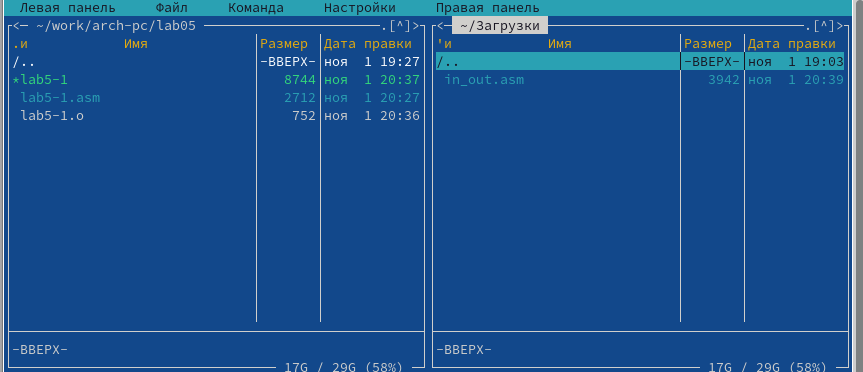 Левая панель Файл Команда Настройки Правая панель
<─ ~/work/arch-pc/lab05 ─.[^]> <─ ~/Загрузки ─.[^]>
.и Имя Размер Дата правки 'и Имя Размер Дата правки
/.. -ВВЕРХ- ноя 1 19:27 /.. -ВВЕРХ- ноя 1 19:03
*lab5-1 8744 ноя 1 20:37 in_out.asm 3942 ноя 1 20:39
lab5-1.asm 2712 ноя 1 20:27
lab5-1.o 752 ноя 1 20:36
-ВВЕРХ- -ВВЕРХ-
17G / 29G (58%) 17G / 29G (58%)